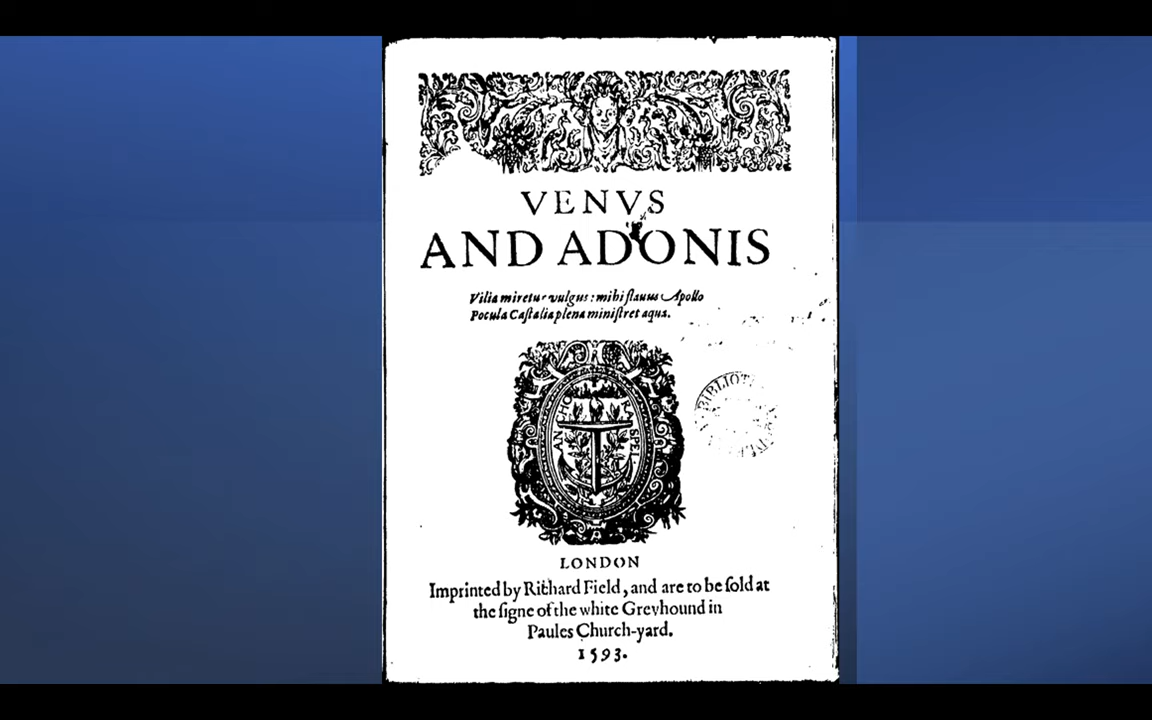 VENVS
AND ADONIS
Vilia miretur vulgus: mihi flauus Apollo
Pocula Castalia plena miniſtret aqua.
ANCHORA SPEI
BIBLIOT
LONDON
Imprinted by Richard Field, and are to be ſold at
the ſigne of the white Greyhound in
Paules Church-yard.
1593.